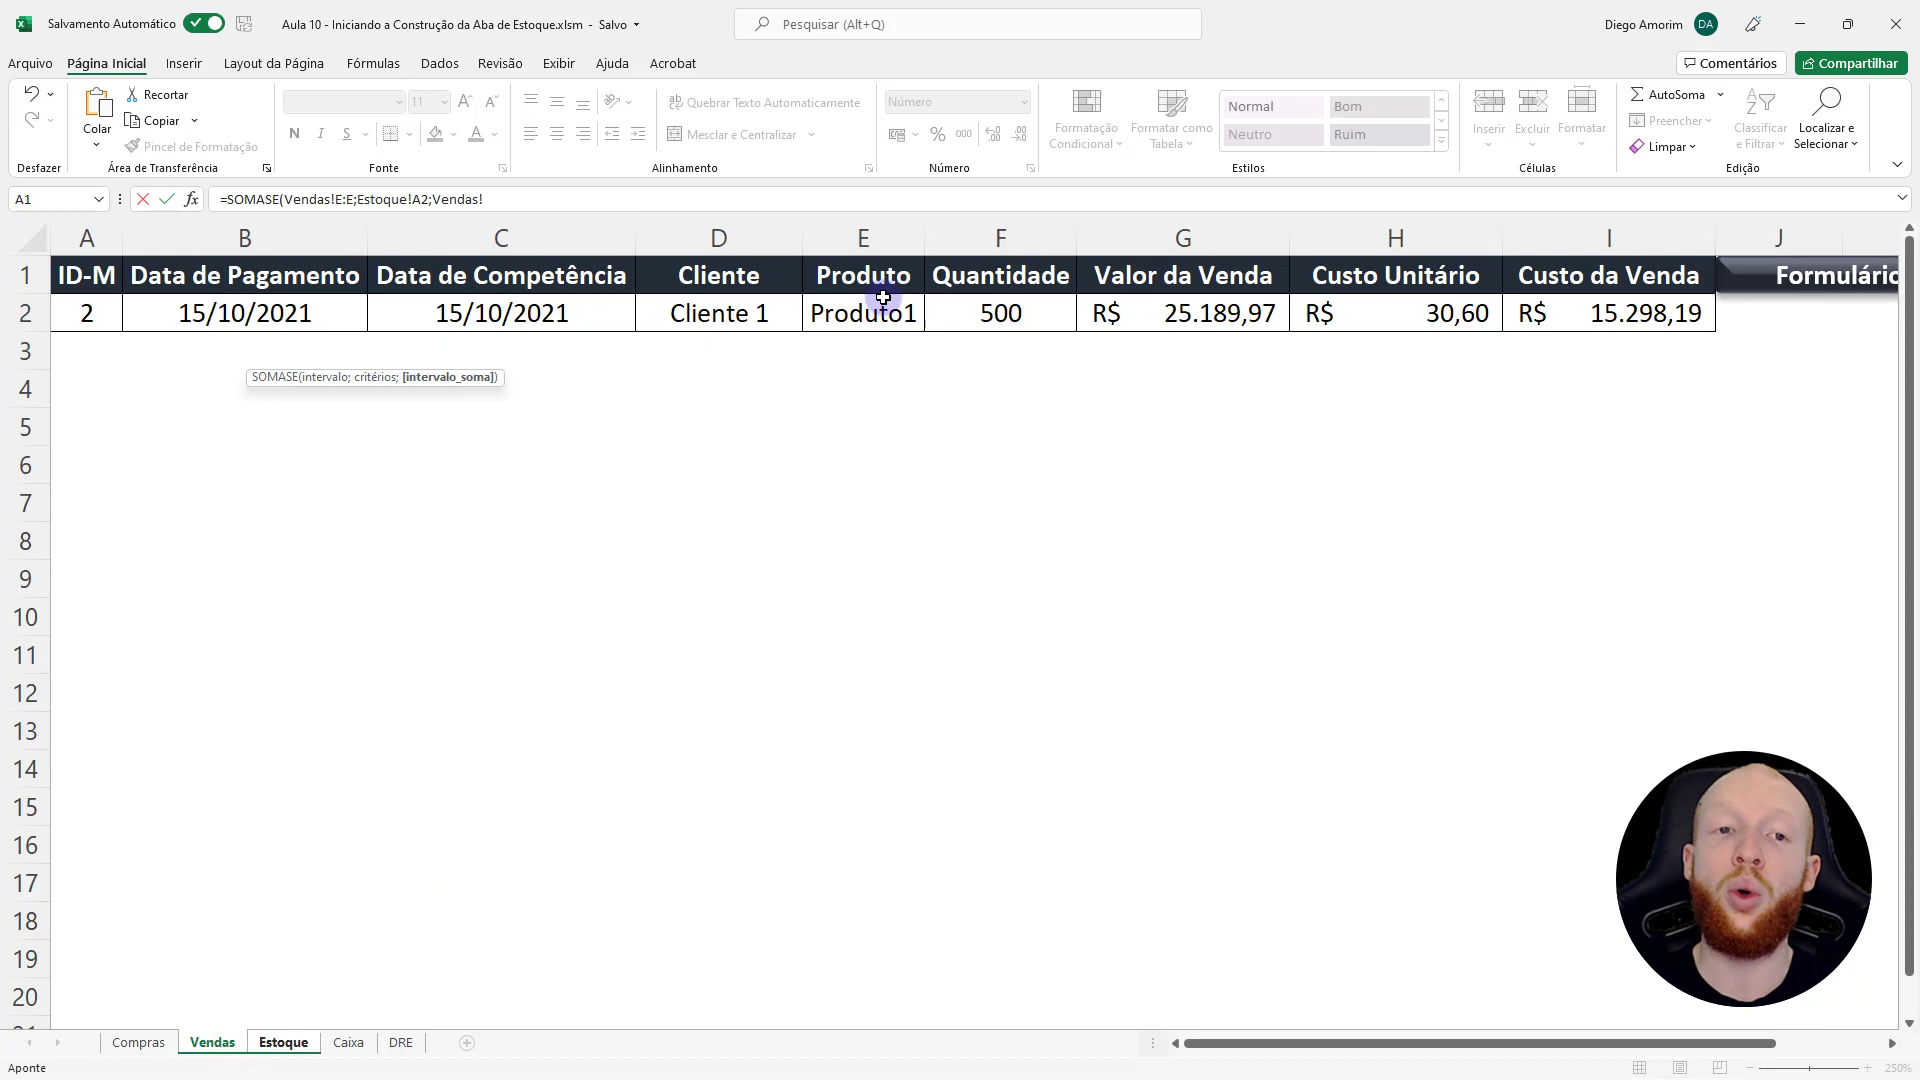 Salvamento Automático
Aula 10 - Iniciando a Construção da Aba de Estoque.xlsm - Salvo
Pesquisar (Alt+Q)
Diego Amorim
DA
Arquivo
Página Inicial
Inserir
Layout da Página
Fórmulas
Dados
Revisão
Exibir
Ajuda
Acrobat
Comentários
Compartilhar
Desfazer
Colar
Recortar
Copiar
Pincel de Formatação
Área de Transferência
11
N I S
Fonte
Quebrar Texto Automaticamente
Mesclar e Centralizar
Alinhamento
Número
% 000
Número
Formatação Condicional
Formatar como Tabela
Normal
Bom
Neutro
Ruim
Estilos
Inserir
Excluir
Formatar
Células
AutoSoma
Preencher
Limpar
Classificar e Filtrar
Localizar e Selecionar
Edição
A1
fx
=SOMASE(Vendas!E:E;Estoque!A2;Vendas!
A B C D E F G H I J
1 ID-M Data de Pagamento Data de Competência Cliente Produto Quantidade Valor da Venda Custo Unitário Custo da Venda Formulário
2 2 15/10/2021 15/10/2021 Cliente 1 Produto1 500 R$ 25.189,97 R$ 30,60 R$ 15.298,19
3
SOMASE(intervalo; critérios; [intervalo_soma])
4
5
6
7
8
9
10
11
12
13
14
15
16
17
18
19
20
Compras
Vendas
Estoque
Caixa
DRE
Aponte
250%